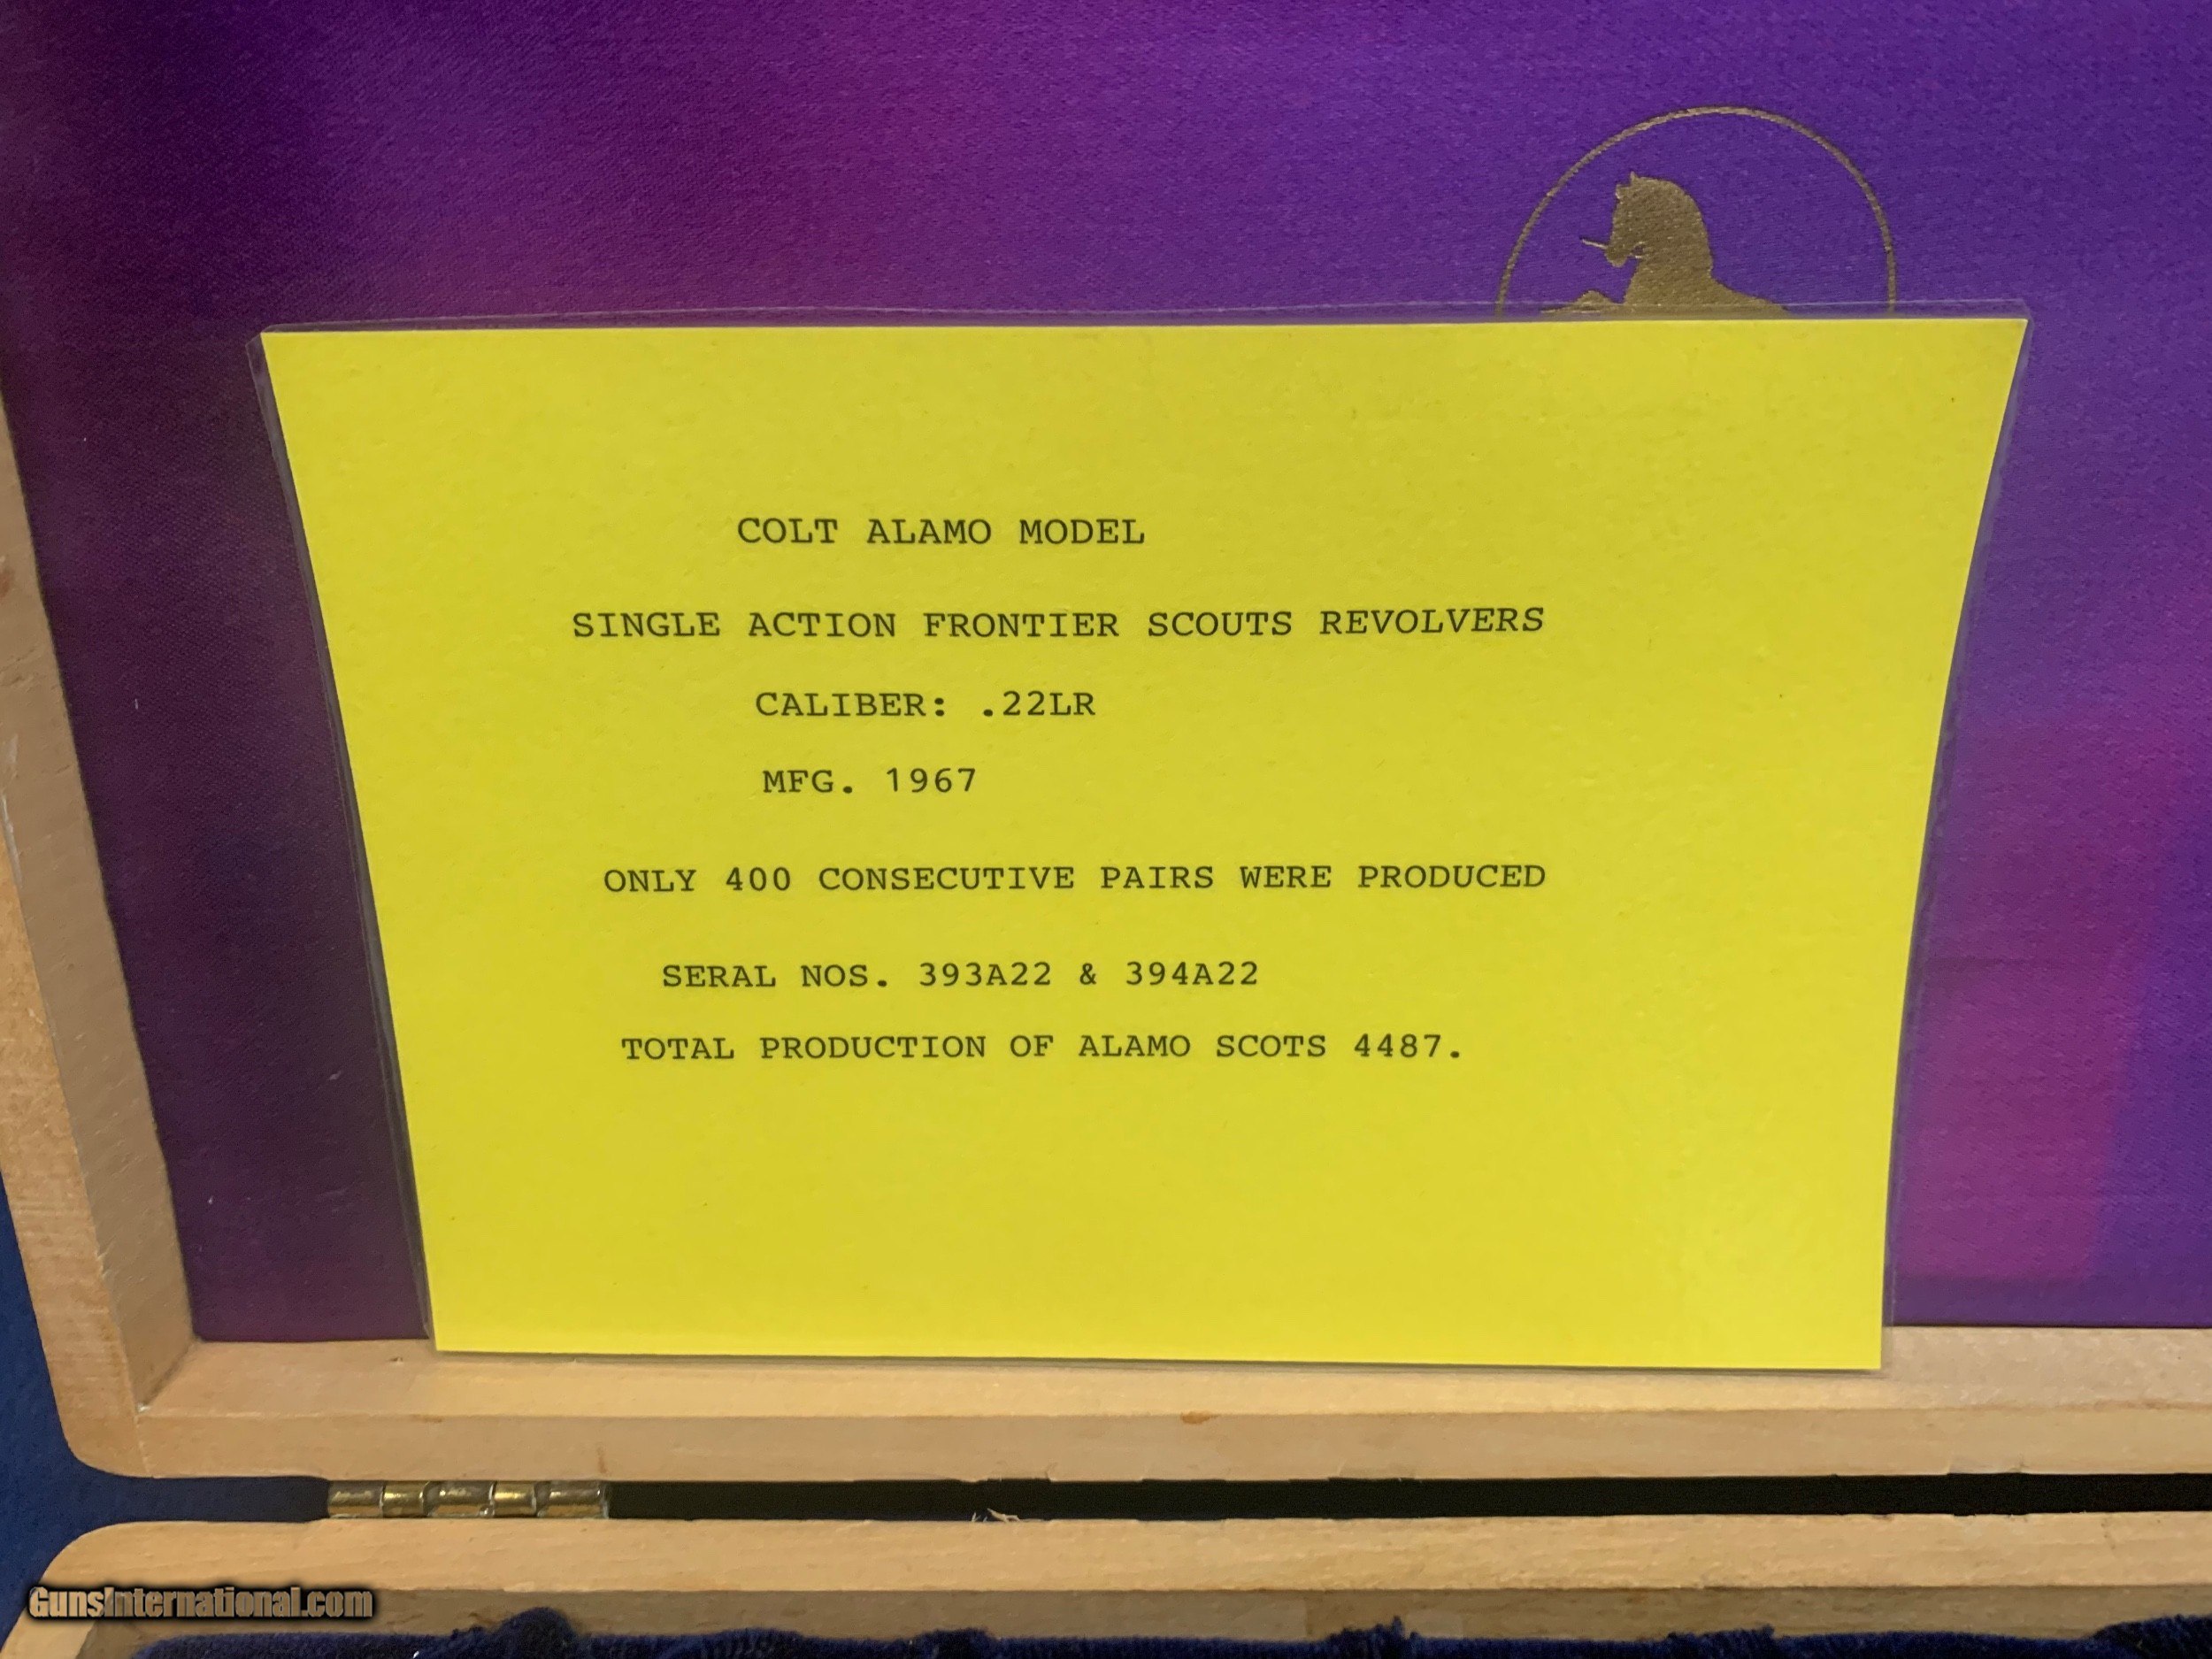 COLT ALAMO MODEL
SINGLE ACTION FRONTIER SCOUTS REVOLVERS
CALIBER: .22LR
MFG. 1967
ONLY 400 CONSECUTIVE PAIRS WERE PRODUCED
SERAL NOS. 393A22 & 394A22
TOTAL PRODUCTION OF ALAMO SCOTS 4487.
GunsInternational.com